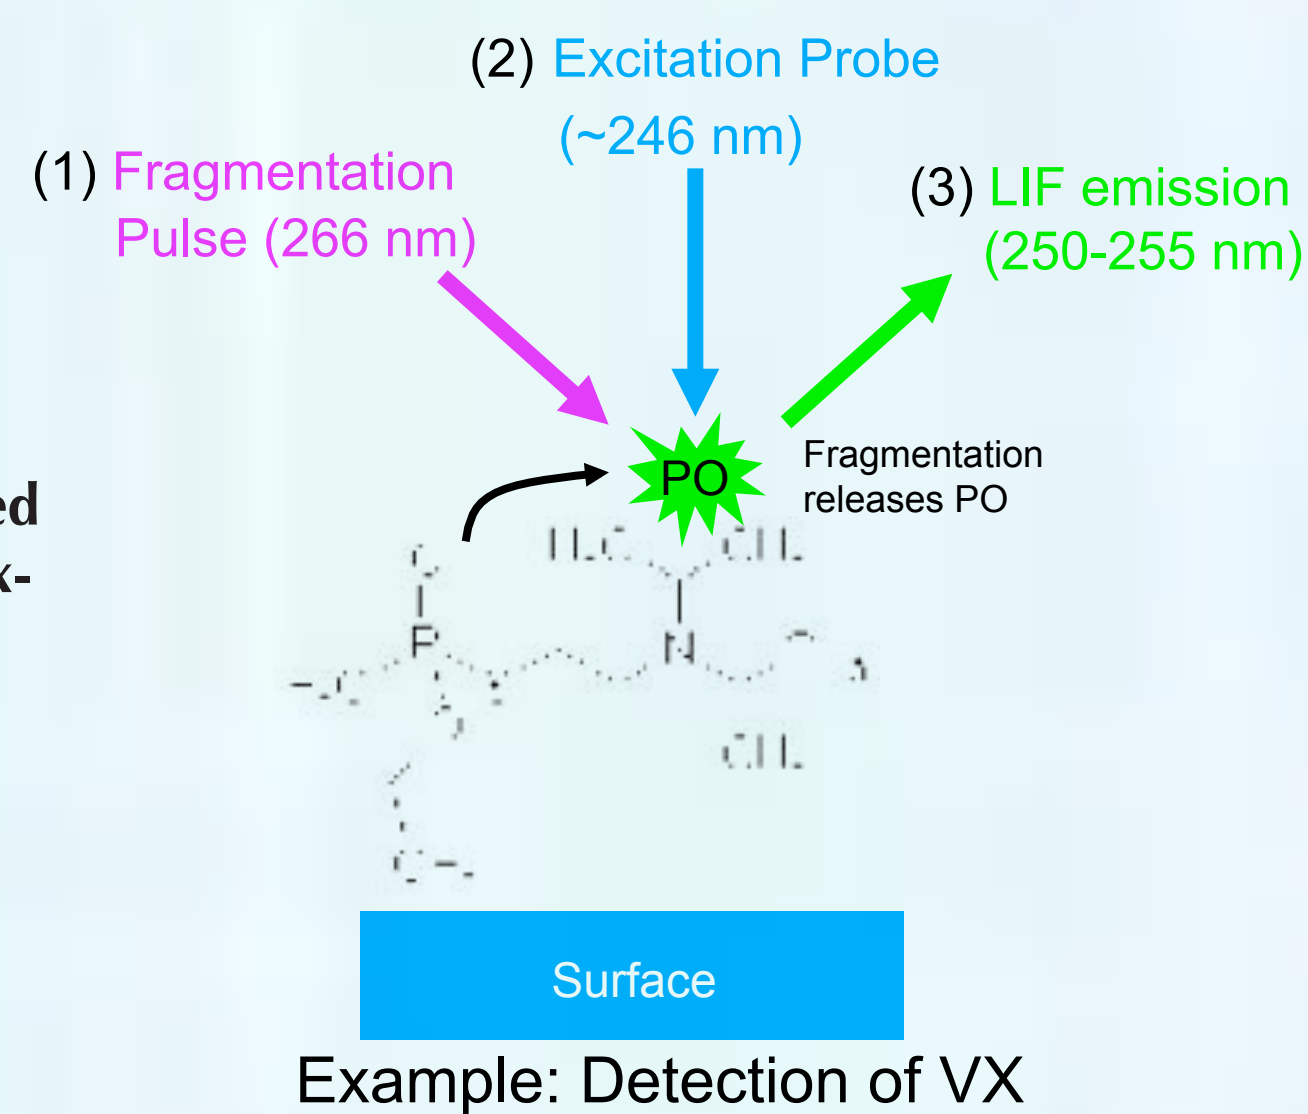 (2) Excitation Probe
(~246 nm)
(1) Fragmentation
Pulse (266 nm)
(3) LIF emission
(250-255 nm)
PO
Fragmentation
releases PO
P
N
Surface
Example: Detection of VX